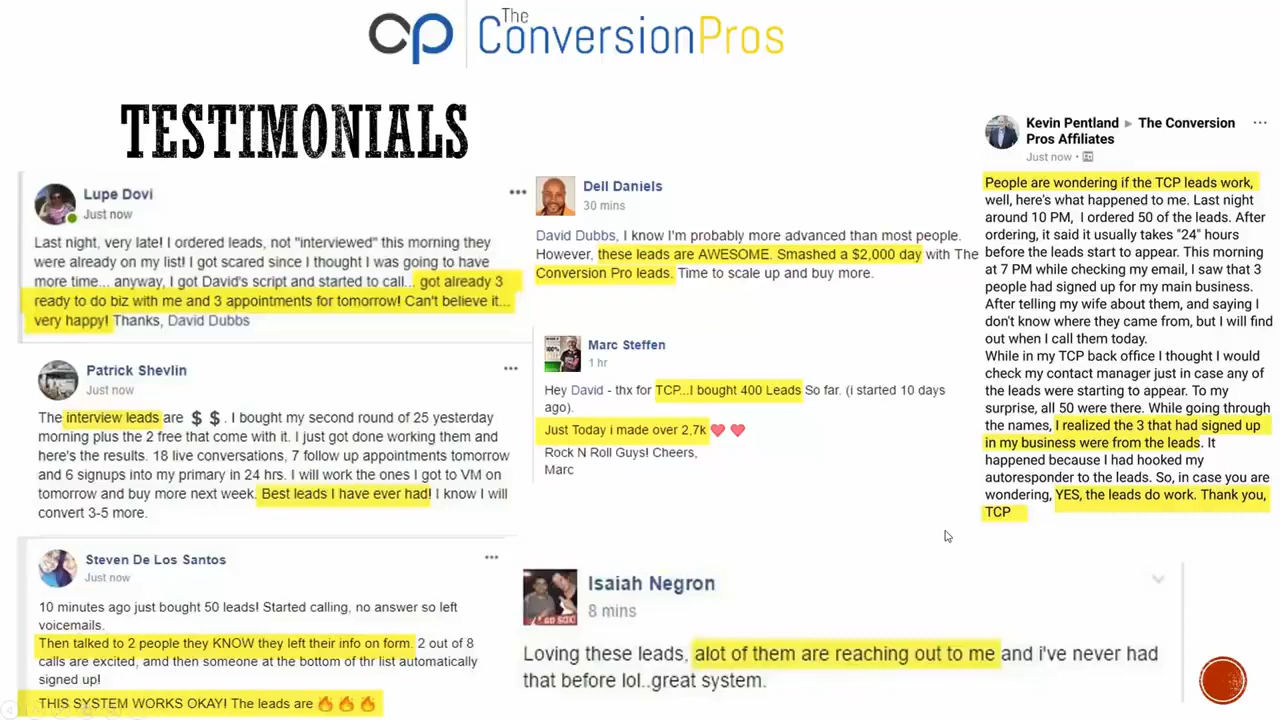 The
ConversionPros
TESTIMONIALS
Lupe Dovi
Just now
Last night, very late! I ordered leads, not "interviewed" this morning they
were already on my list! I got scared since I thought I was going to have
more time... anyway, I got David's script and started to call... got already 3
ready to do biz with me and 3 appointments for tomorrow! Can't believe it...
very happy! Thanks, David Dubbs
Patrick Shevlin
Just now
The interview leads are $ $ . I bought my second round of 25 yesterday
morning plus the 2 free that come with it. I just got done working them and
here's the results. 18 live conversations, 7 follow up appointments tomorrow
and 6 signups into my primary in 24 hrs. I will work the ones I got to VM on
tomorrow and buy more next week. Best leads I have ever had! I know I will
convert 3-5 more.
Steven De Los Santos
Just now
10 minutes ago just bought 50 leads! Started calling, no answer so left
voicemails.
Then talked to 2 people they KNOW they left their info on form. 2 out of 8
calls are excited, amd then someone at the bottom of thr list automatically
signed up!
THIS SYSTEM WORKS OKAY! The leads are 🔥🔥🔥
Dell Daniels
30 mins
David Dubbs, I know I'm probably more advanced than most people.
However, these leads are AWESOME. Smashed a $2,000 day with The
Conversion Pro leads. Time to scale up and buy more.
Marc Steffen
1 hr
Hey David - thx for TCP...I bought 400 Leads So far. (i started 10 days
ago).
Just Today i made over 2,7k ❤️ ❤️
Rock N Roll Guys! Cheers,
Marc
Isaiah Negron
8 mins
Loving these leads, alot of them are reaching out to me and i've never had
that before lol..great system.
Kevin Pentland ▸ The Conversion
Pros Affiliates
Just now
People are wondering if the TCP leads work,
well, here's what happened to me. Last night
around 10 PM, I ordered 50 of the leads. After
ordering, it said it usually takes "24" hours
before the leads start to appear. This morning
at 7 PM while checking my email, I saw that 3
people had signed up for my main business.
After telling my wife about them, and saying I
don't know where they came from, but I will find
out when I call them today.
While in my TCP back office I thought I would
check my contact manager just in case any of
the leads were starting to appear. To my
surprise, all 50 were there. While going through
the names, I realized the 3 that had signed up
in my business were from the leads. It
happened because I had hooked my
autoresponder to the leads. So, in case you are
wondering, YES, the leads do work. Thank you,
TCP